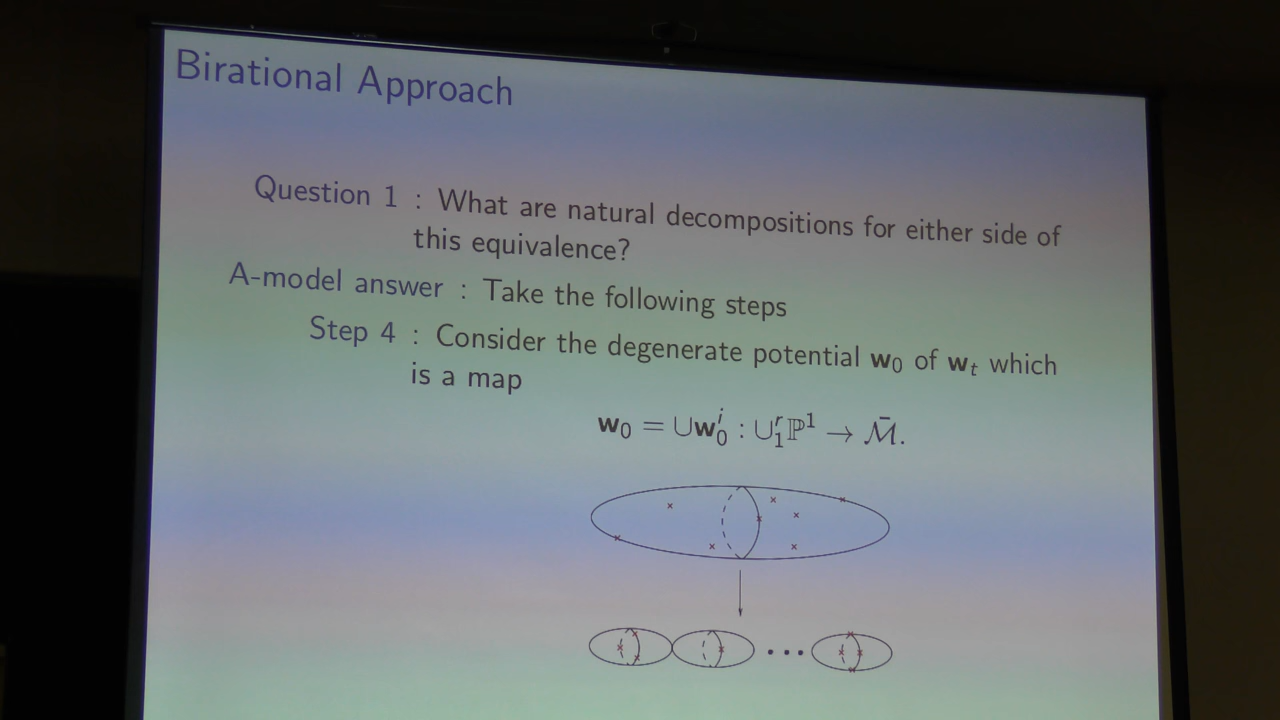 Birational Approach
Question 1 : What are natural decompositions for either side of
this equivalence?
A-model answer : Take the following steps
Step 4 : Consider the degenerate potential w₀ of wₜ which
is a map
w₀ = ∪w₀ⁱ : ∪₁ʳℙ¹ → ℳ̄.